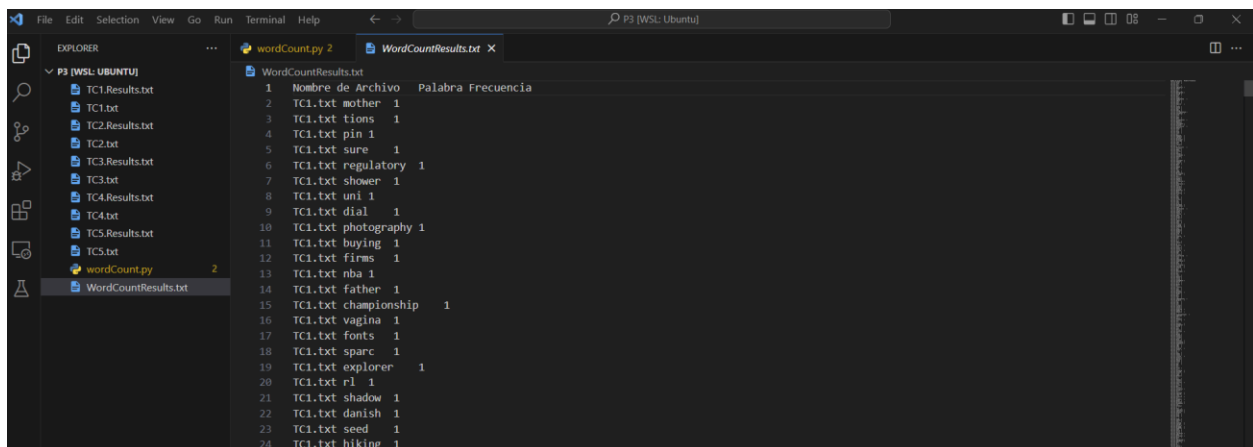 File Edit Selection View Go Run Terminal Help
P3 [WSL: Ubuntu]
EXPLORER
P3 [WSL: UBUNTU]
TC1.Results.txt
TC1.txt
TC2.Results.txt
TC2.txt
TC3.Results.txt
TC3.txt
TC4.Results.txt
TC4.txt
TC5.Results.txt
TC5.txt
wordCount.py 2
WordCountResults.txt
wordCount.py 2 WordCountResults.txt
WordCountResults.txt
1 Nombre de Archivo Palabra Frecuencia
2 TC1.txt mother 1
3 TC1.txt tions 1
4 TC1.txt pin 1
5 TC1.txt sure 1
6 TC1.txt regulatory 1
7 TC1.txt shower 1
8 TC1.txt uni 1
9 TC1.txt dial 1
10 TC1.txt photography 1
11 TC1.txt buying 1
12 TC1.txt firms 1
13 TC1.txt nba 1
14 TC1.txt father 1
15 TC1.txt championship 1
16 TC1.txt vagina 1
17 TC1.txt fonts 1
18 TC1.txt sparc 1
19 TC1.txt explorer 1
20 TC1.txt rl 1
21 TC1.txt shadow 1
22 TC1.txt danish 1
23 TC1.txt seed 1
24 TC1.txt hiking 1